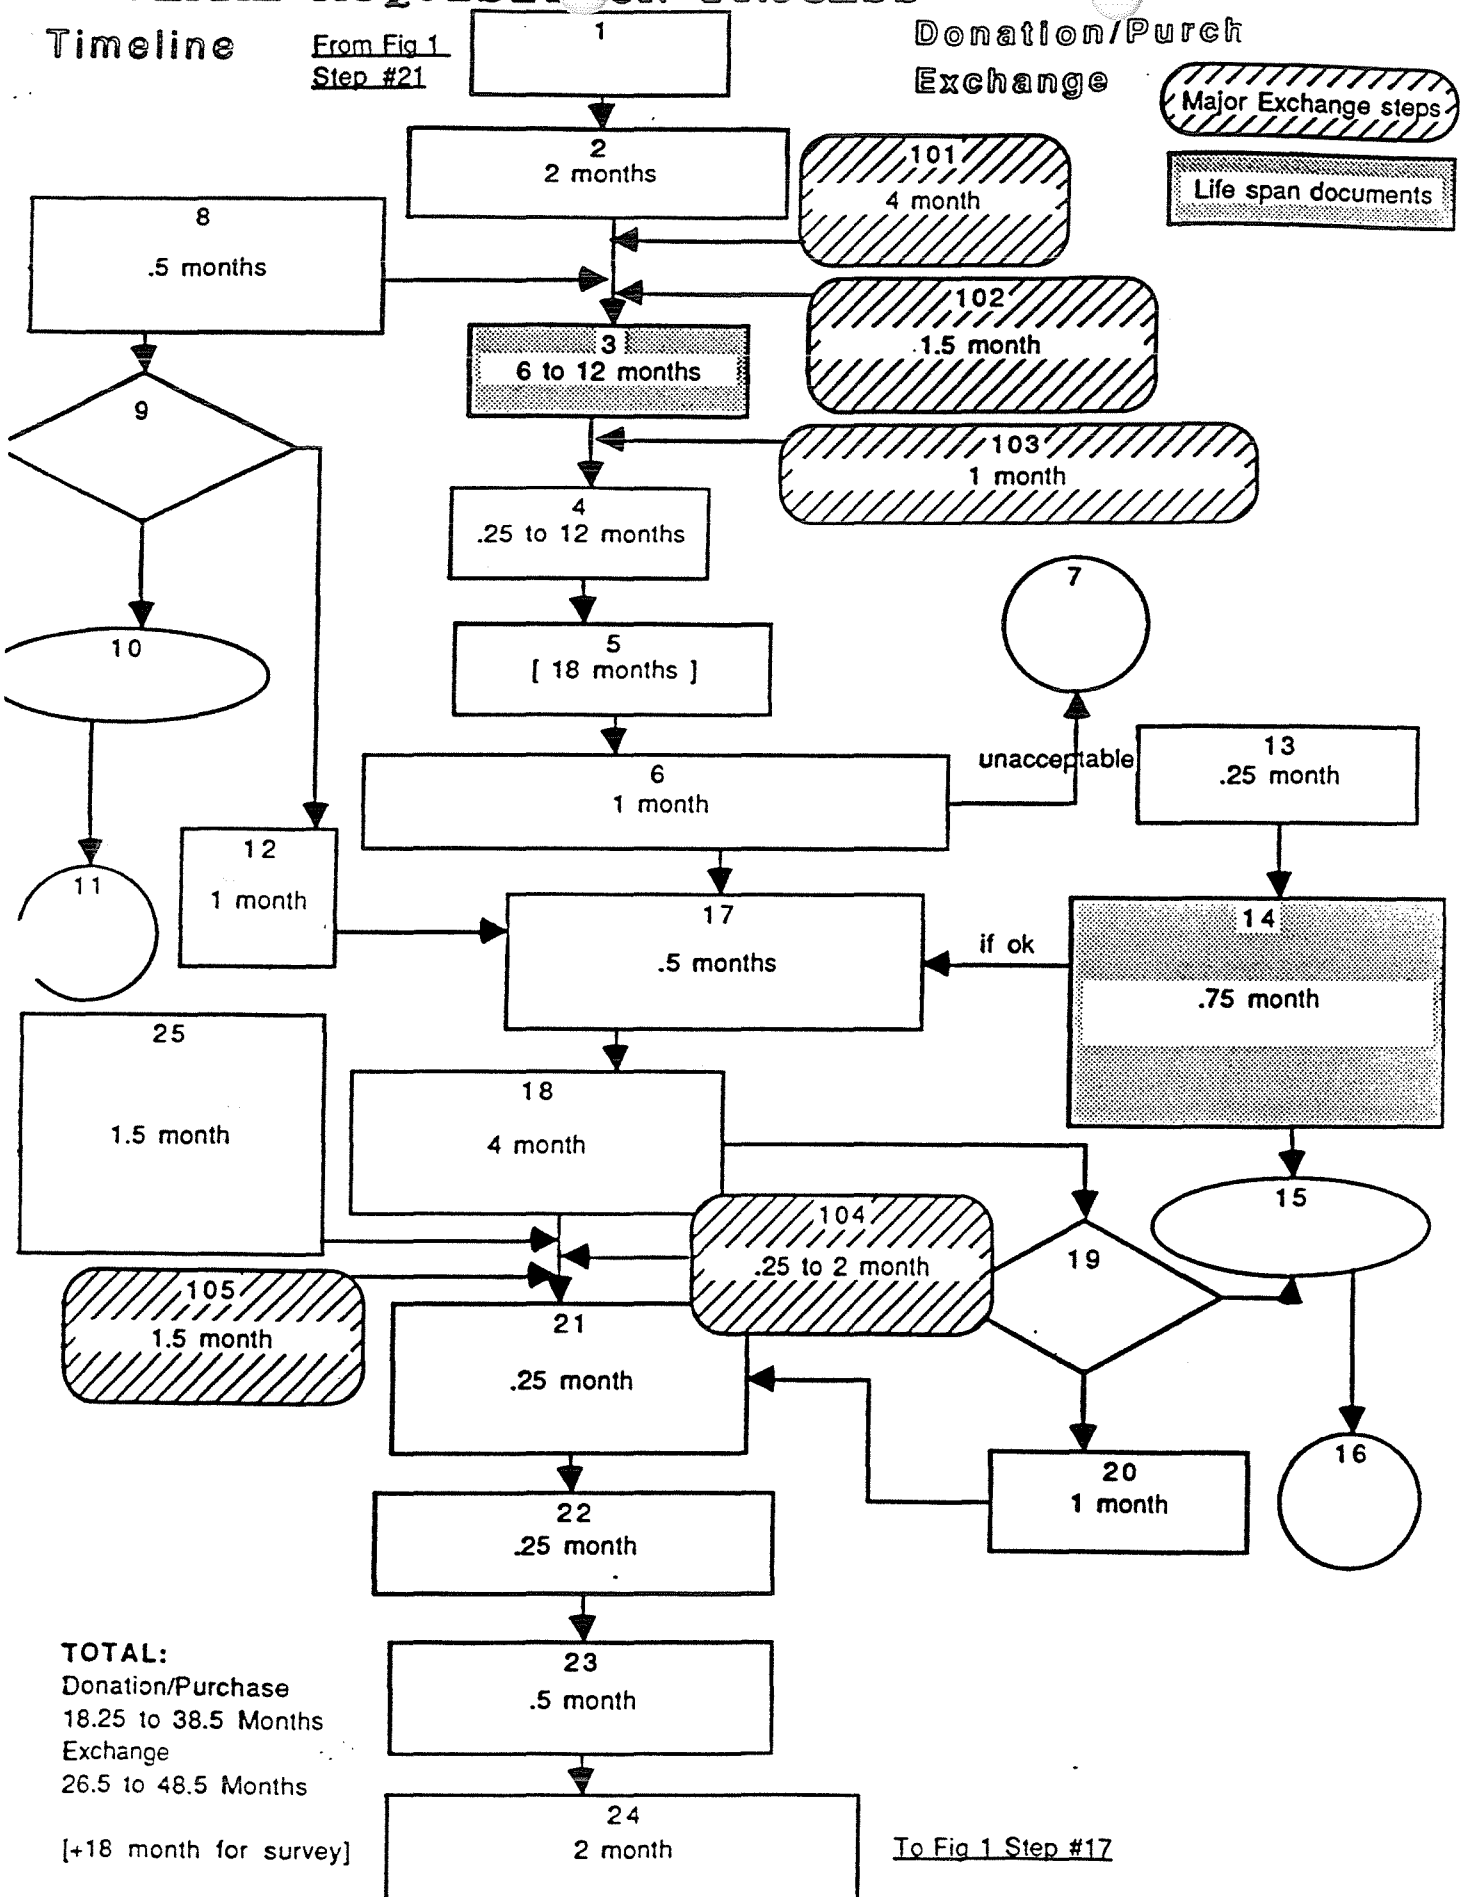 Timeline
From Fig 1
Step #21
Donation/Purch
Exchange
Major Exchange steps
Life span documents
1
2
2 months
101
4 month
8
.5 months
102
1.5 month
3
6 to 12 months
9
103
1 month
4
.25 to 12 months
7
10
5
[ 18 months ]
unacceptable
13
.25 month
6
1 month
12
1 month
11
17
.5 months
if ok
14
.75 month
25
1.5 month
18
4 month
15
104
.25 to 2 month
19
105
1.5 month
21
.25 month
16
20
1 month
22
.25 month
TOTAL:
Donation/Purchase
18.25 to 38.5 Months
Exchange
26.5 to 48.5 Months
[+18 month for survey]
23
.5 month
24
2 month
To Fig 1 Step #17